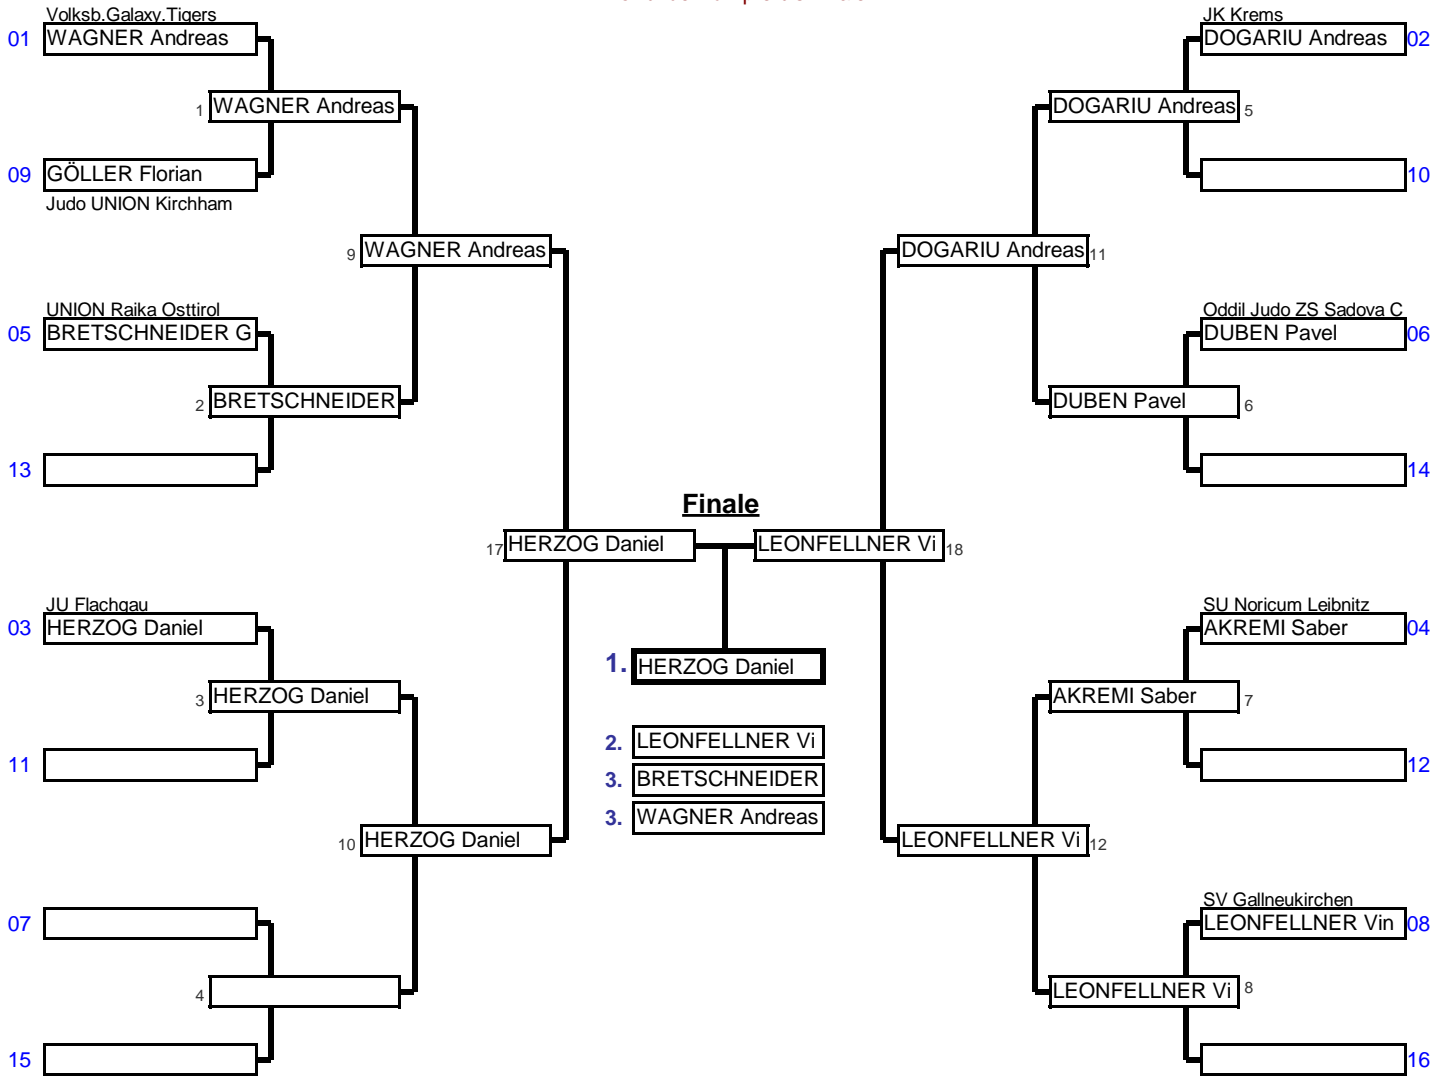 Volksb.Galaxy.Tigers
01 WAGNER Andreas
1 WAGNER Andreas
09 GÖLLER Florian
Judo UNION Kirchham
9 WAGNER Andreas
UNION Raika Osttirol
05 BRETSCHNEIDER G
2 BRETSCHNEIDER
13
17 HERZOG Daniel
JU Flachgau
03 HERZOG Daniel
3 HERZOG Daniel
11
10 HERZOG Daniel
07
4
15
Finale
1. HERZOG Daniel
2. LEONFELLNER Vi
3. BRETSCHNEIDER
3. WAGNER Andreas
JK Krems
DOGARIU Andreas 02
DOGARIU Andreas 5
10
DOGARIU Andreas 11
Oddil Judo ZS Sadova C
DUBEN Pavel 06
DUBEN Pavel 6
14
LEONFELLNER Vi 18
SU Noricum Leibnitz
AKREMI Saber 04
AKREMI Saber 7
12
LEONFELLNER Vi 12
SV Gallneukirchen
LEONFELLNER Vin 08
LEONFELLNER Vi 8
16